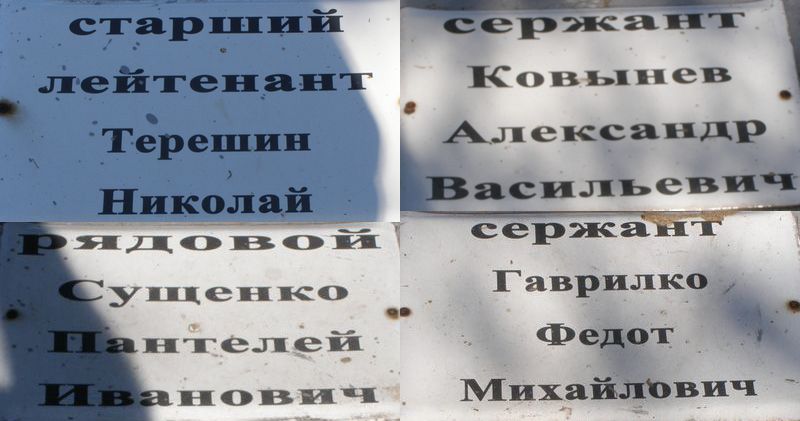 старший
лейтенант
Терешин
Николай
сержант
Ковынев
Александр
Васильевич
рядовой
Сущенко
Пантелей
Иванович
сержант
Гаврилко
Федот
Михайлович